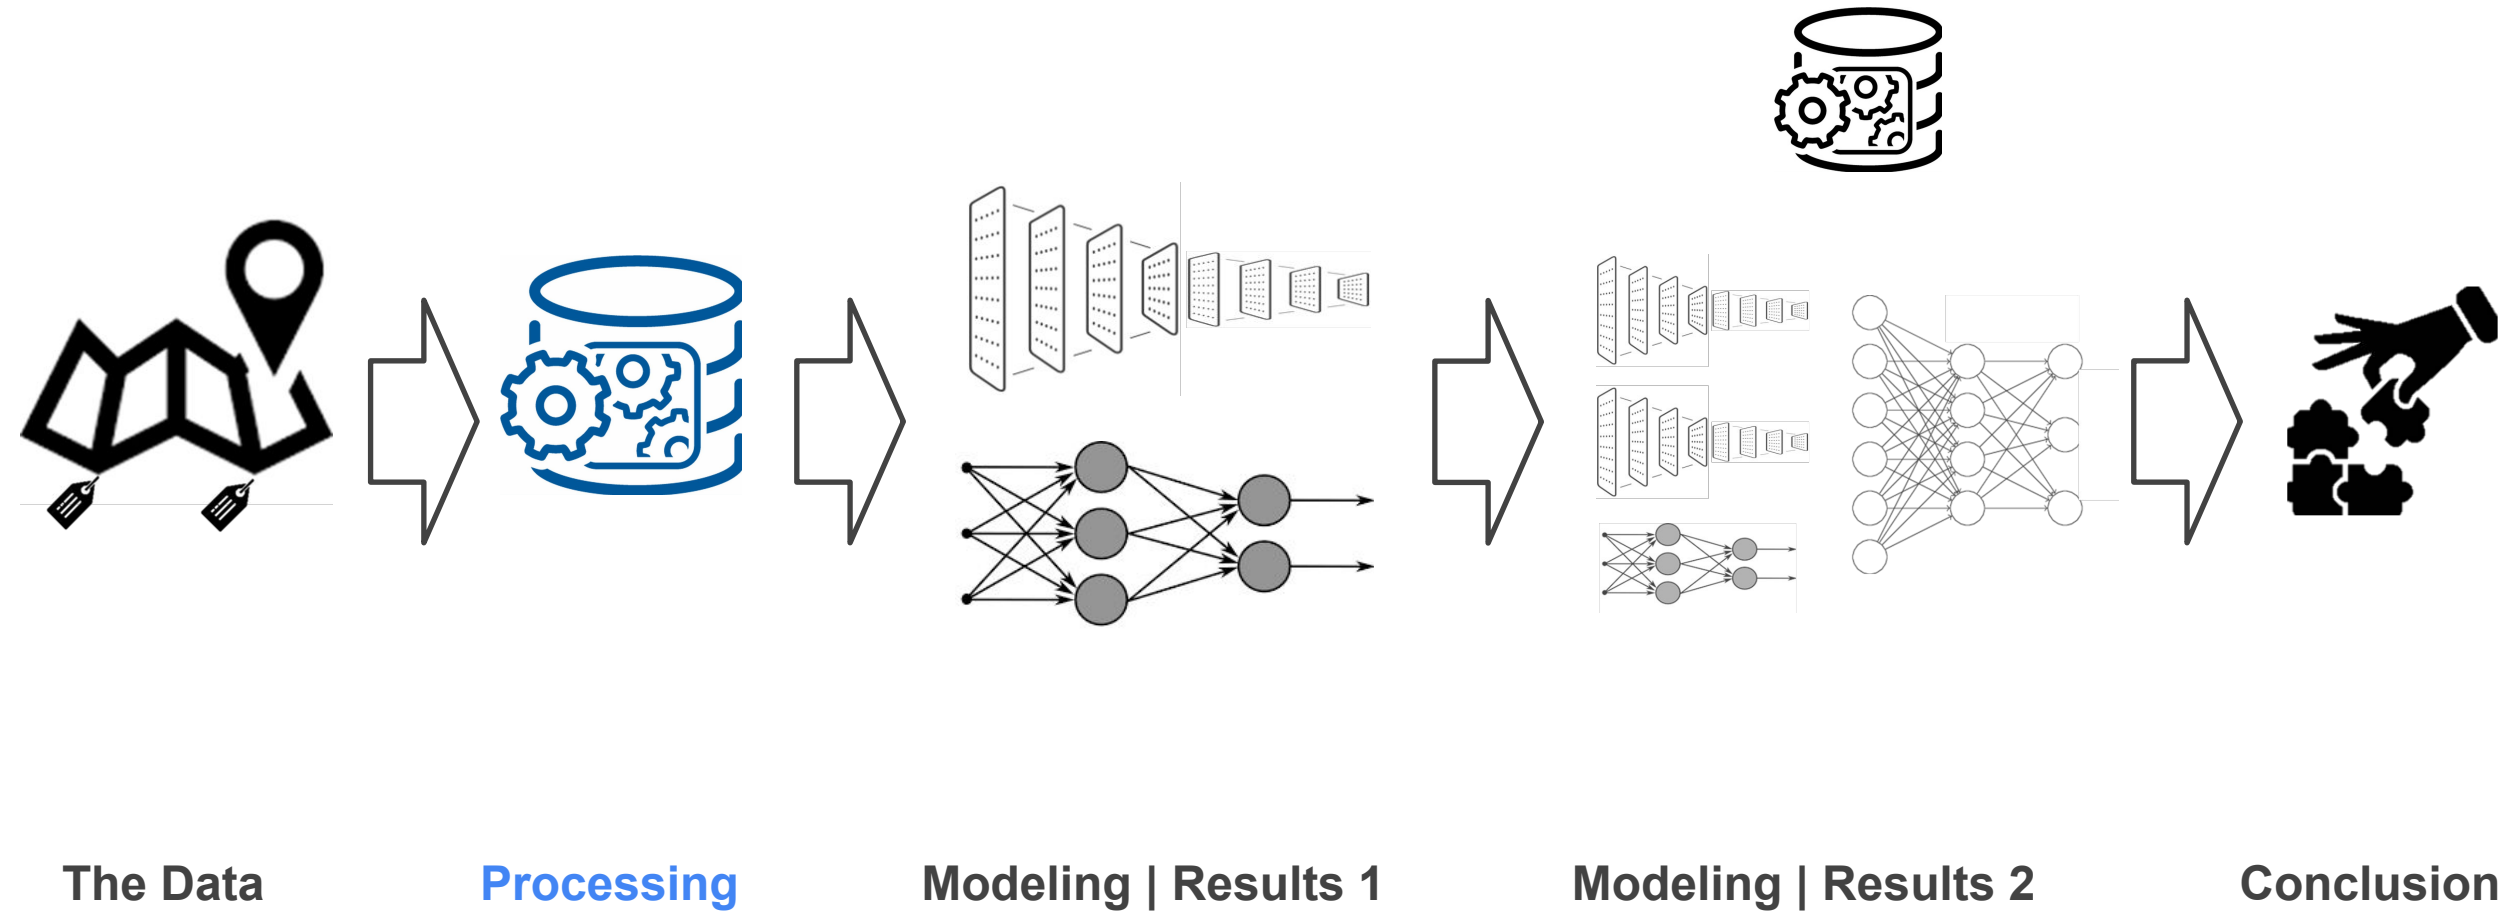 The Data
Processing
Modeling | Results 1
Modeling | Results 2
Conclusion